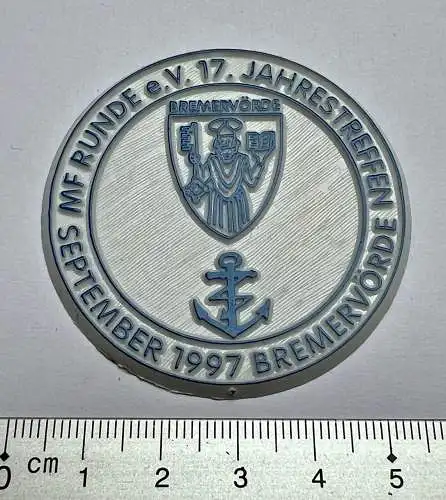 MF RUNDE e.V. 17. JAHRESTREFFEN
SEPTEMBER 1997 BREMERVÖRDE
BREMERVÖRDE
0 cm 1 2 3 4 5